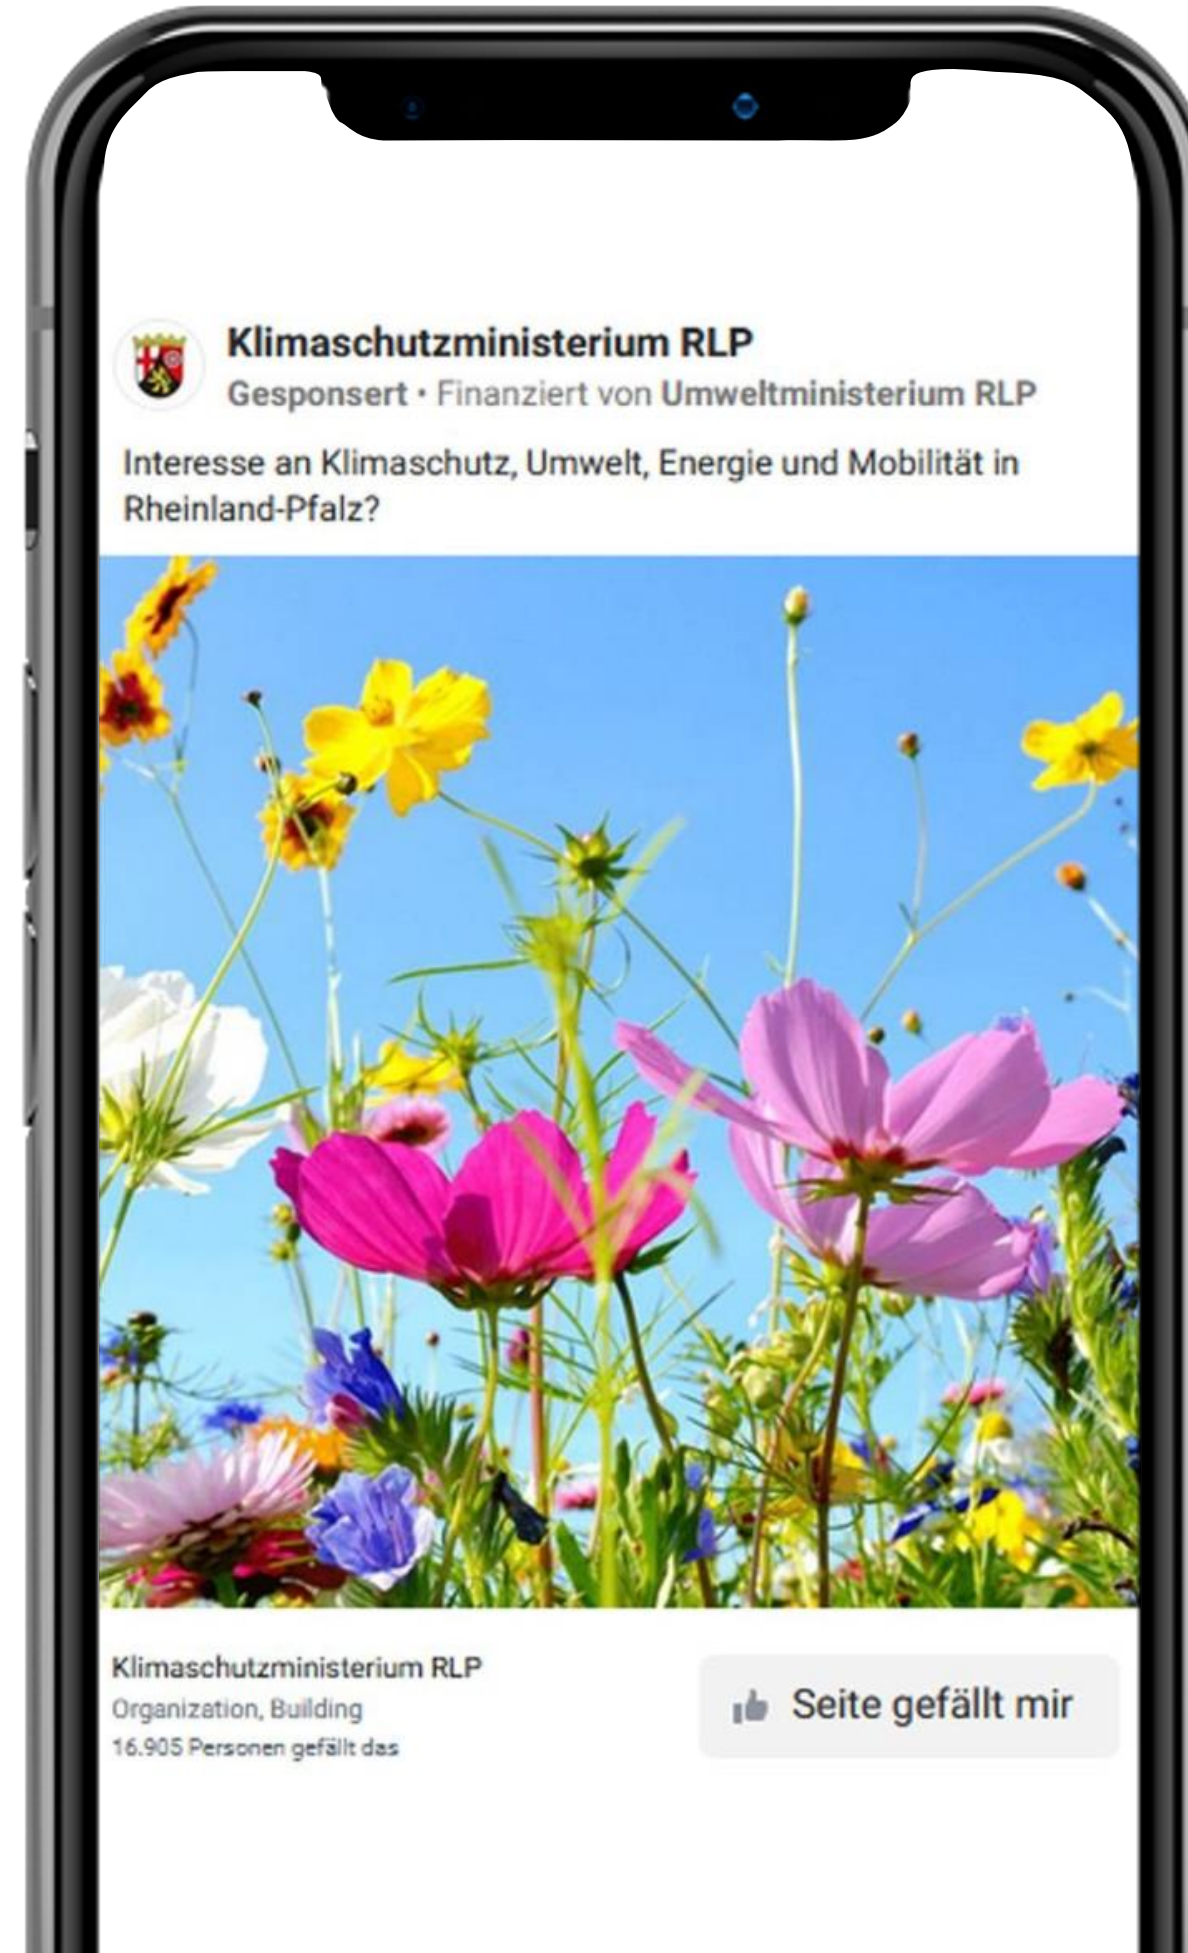 Klimaschutzministerium RLP
Gesponsert • Finanziert von Umweltministerium RLP
Interesse an Klimaschutz, Umwelt, Energie und Mobilität in
Rheinland-Pfalz?
Klimaschutzministerium RLP
Organization, Building
16.905 Personen gefällt das
Seite gefällt mir